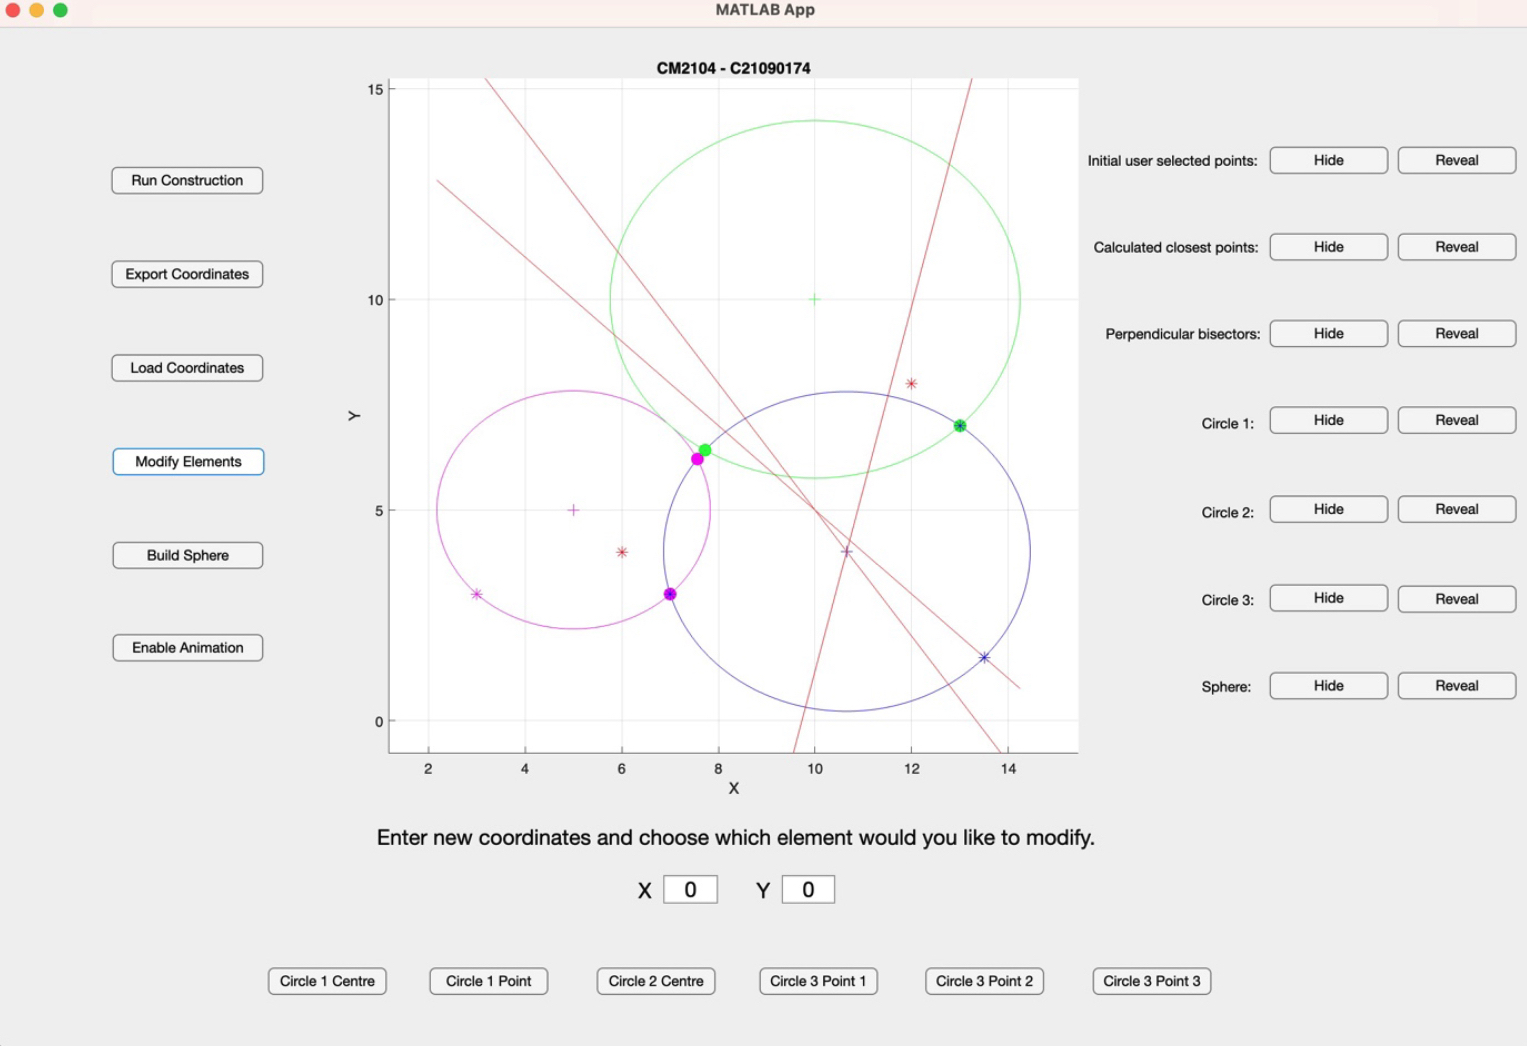 MATLAB App
CM2104 - C21090174
Run Construction
Export Coordinates
Load Coordinates
Modify Elements
Build Sphere
Enable Animation
15
10
5
0
Y
2 4 6 8 10 12 14
X
Initial user selected points: Hide Reveal
Calculated closest points: Hide Reveal
Perpendicular bisectors: Hide Reveal
Circle 1: Hide Reveal
Circle 2: Hide Reveal
Circle 3: Hide Reveal
Sphere: Hide Reveal
Enter new coordinates and choose which element would you like to modify.
X 0 Y 0
Circle 1 Centre Circle 1 Point Circle 2 Centre Circle 3 Point 1 Circle 3 Point 2 Circle 3 Point 3